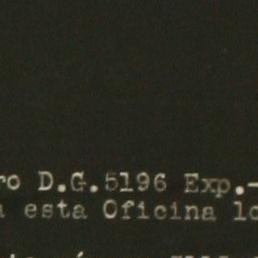 ro D.G.5196 Exp.-
a esta Oficina lo